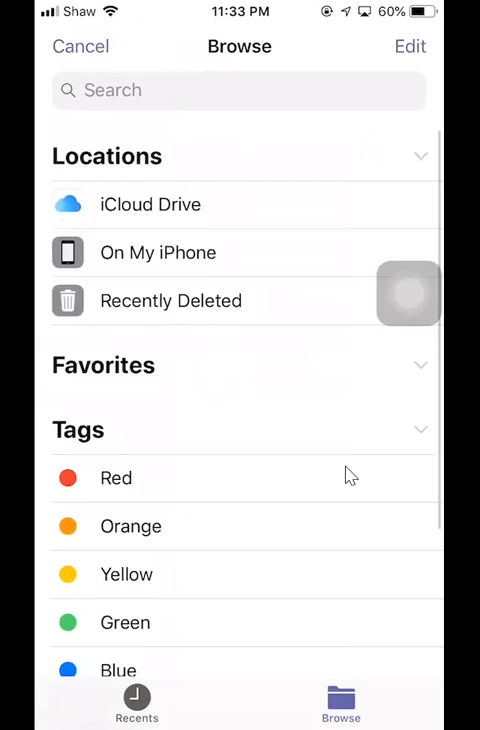 Shaw 11:33 PM 60%
Cancel Browse Edit
Search
Locations
iCloud Drive
On My iPhone
Recently Deleted
Favorites
Tags
Red
Orange
Yellow
Green
Blue
Recents Browse